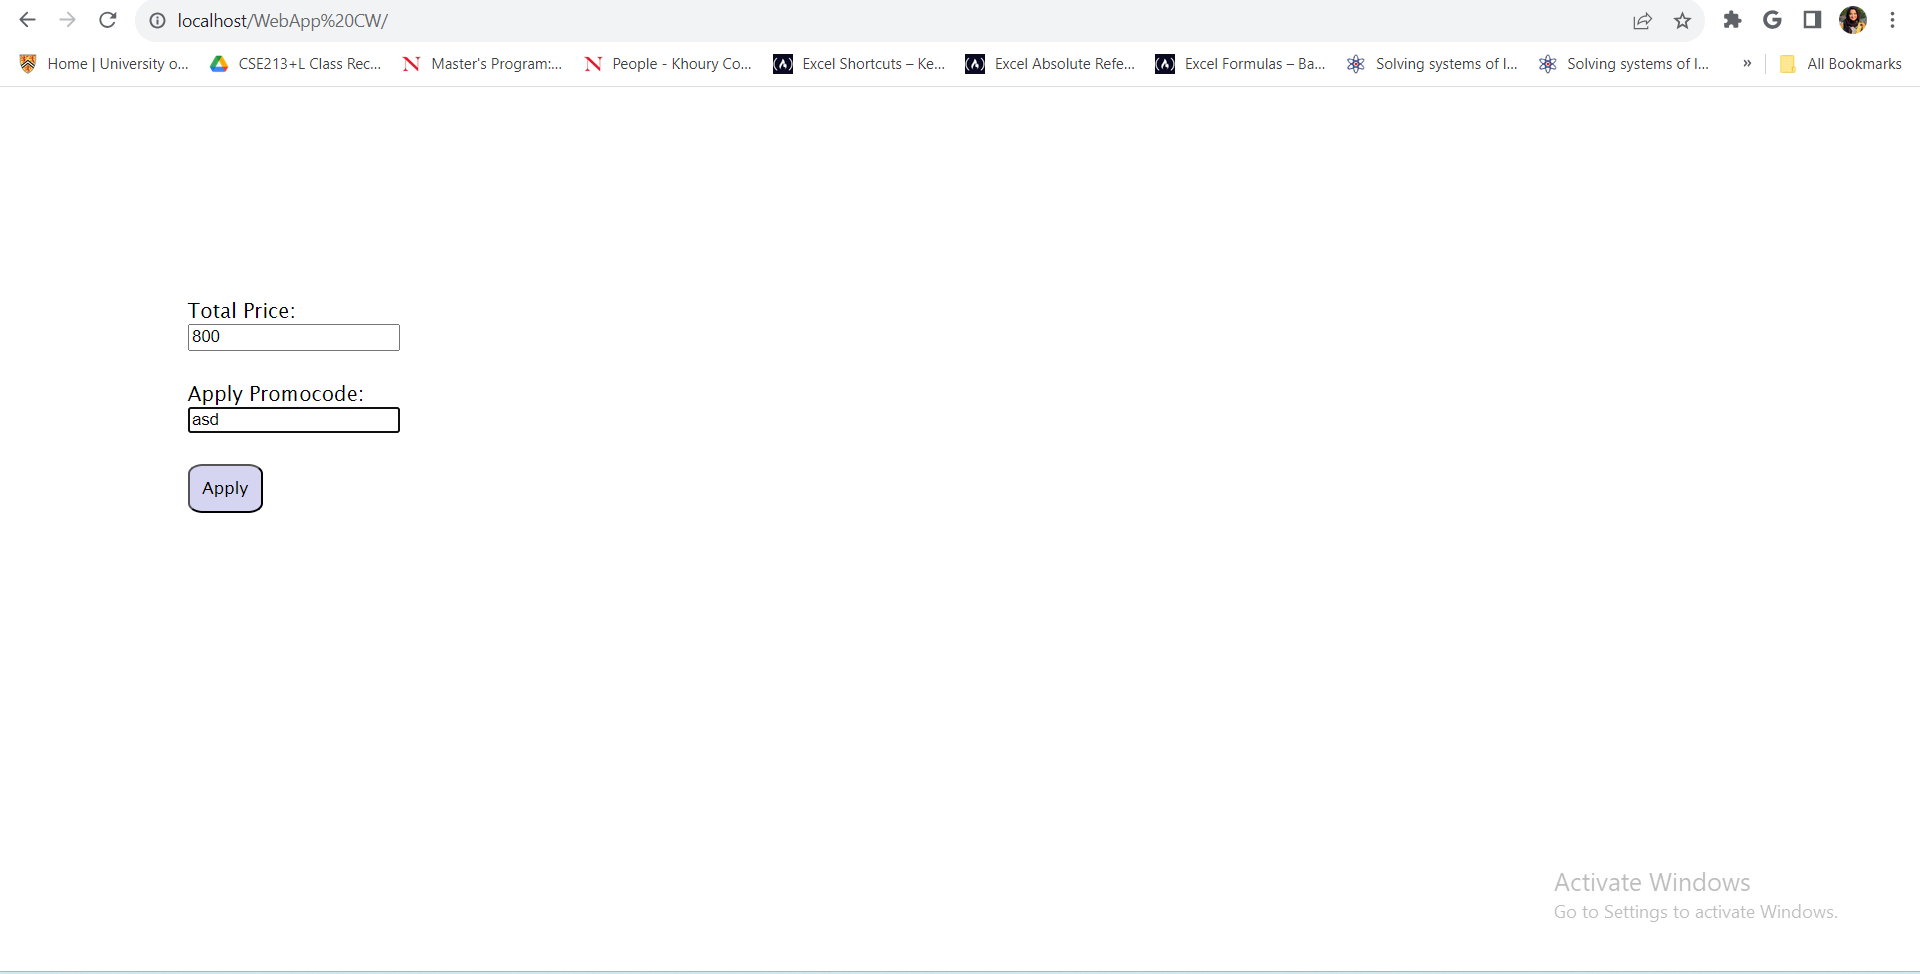 localhost/WebApp%20CW/
Home | University o... CSE213+L Class Rec... Master's Program:... People - Khoury Co... Excel Shortcuts – Ke... Excel Absolute Refe... Excel Formulas – Ba... Solving systems of l... Solving systems of l... » All Bookmarks
Total Price:
800
Apply Promocode:
asd
Apply
Activate Windows
Go to Settings to activate Windows.